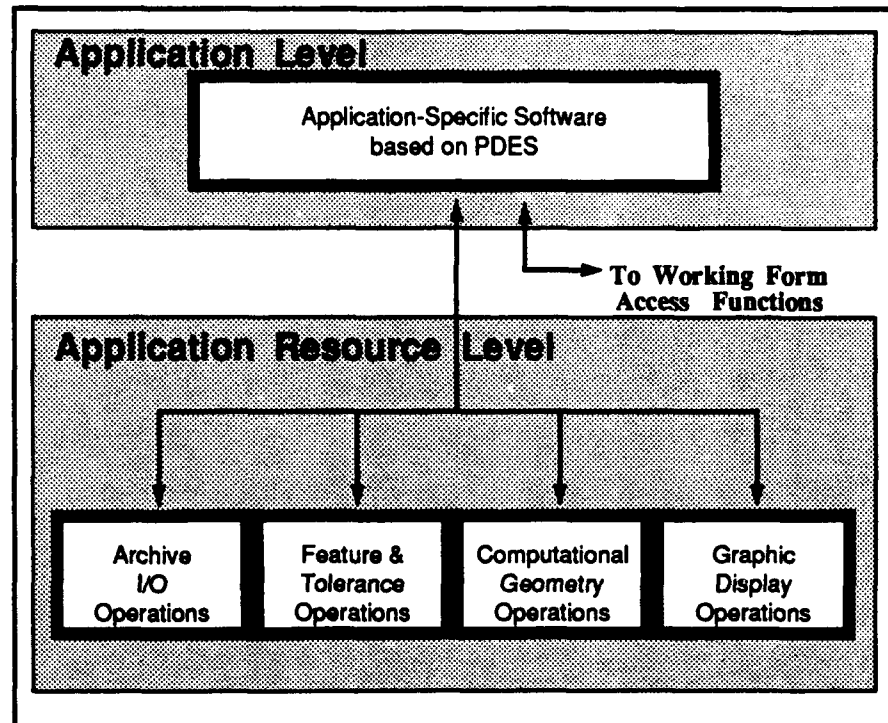 Application Level
Application-Specific Software
based on PDES
To Working Form
Access Functions
Application Resource Level
Archive
I/O
Operations
Feature &
Tolerance
Operations
Computational
Geometry
Operations
Graphic
Display
Operations